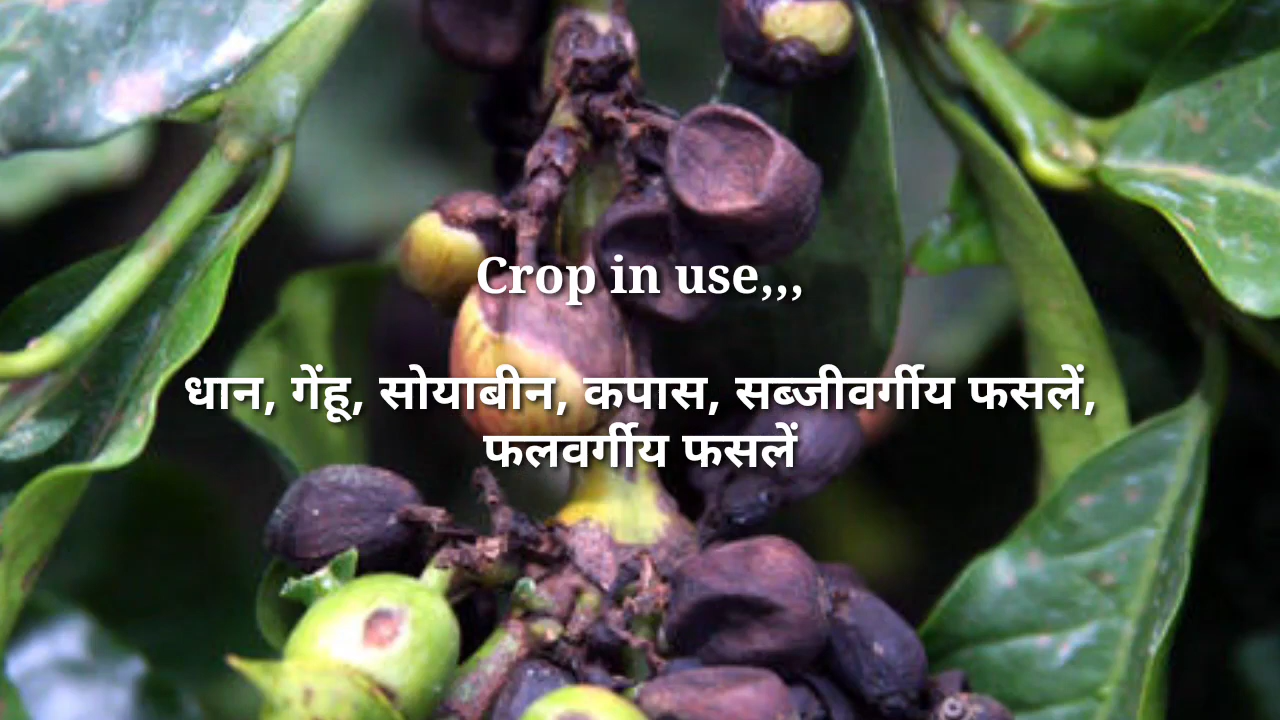 Crop in use,,,
धान, गेंहू, सोयाबीन, कपास, सब्जीवर्गीय फसलें,
फलवर्गीय फसलें